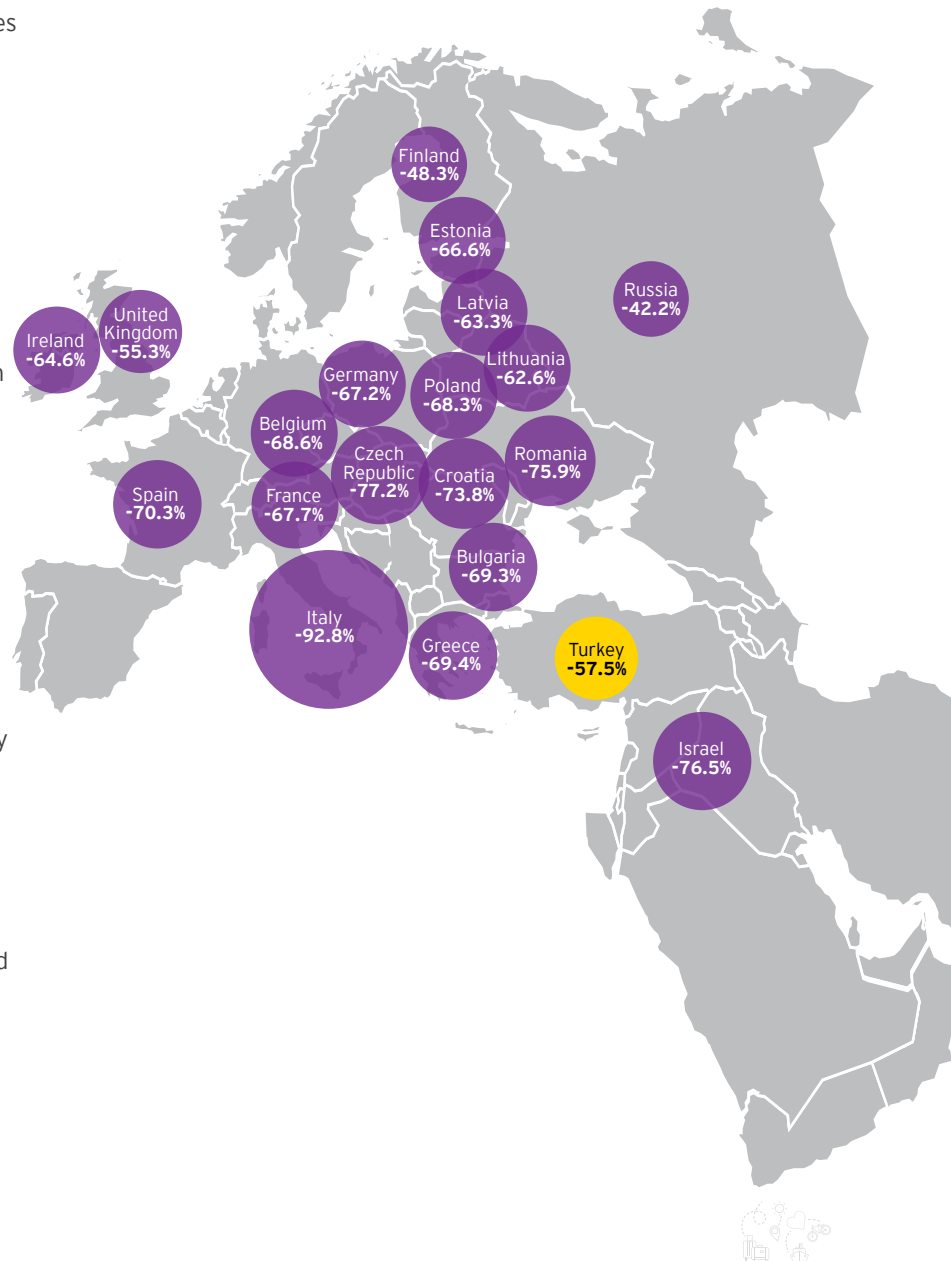 es
Finland
-48.3%
Estonia
-66.6%
Russia
-42.2%
Latvia
-63.3%
United
Kingdom
-55.3%
Ireland
-64.6%
Lithuania
-62.6%
n
Germany
-67.2%
Poland
-68.3%
Belgium
-68.6%
Czech
Republic
-77.2%
Romania
-75.9%
Croatia
-73.8%
Spain
-70.3%
France
-67.7%
Bulgaria
-69.3%
Italy
-92.8%
Greece
-69.4%
Turkey
-57.5%
y
Israel
-76.5%
d